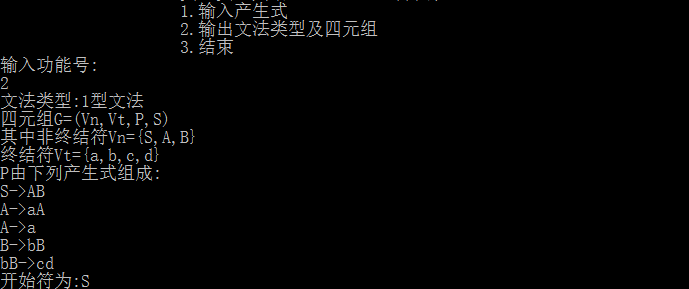 1.输入产生式
2.输出文法类型及四元组
3.结束
输入功能号:
2
文法类型:1型文法
四元组G=(Vn,Vt,P,S)
其中非终结符Vn={S,A,B}
终结符Vt={a,b,c,d}
P由下列产生式组成:
S->AB
A->aA
A->a
B->bB
bB->cd
开始符为:S